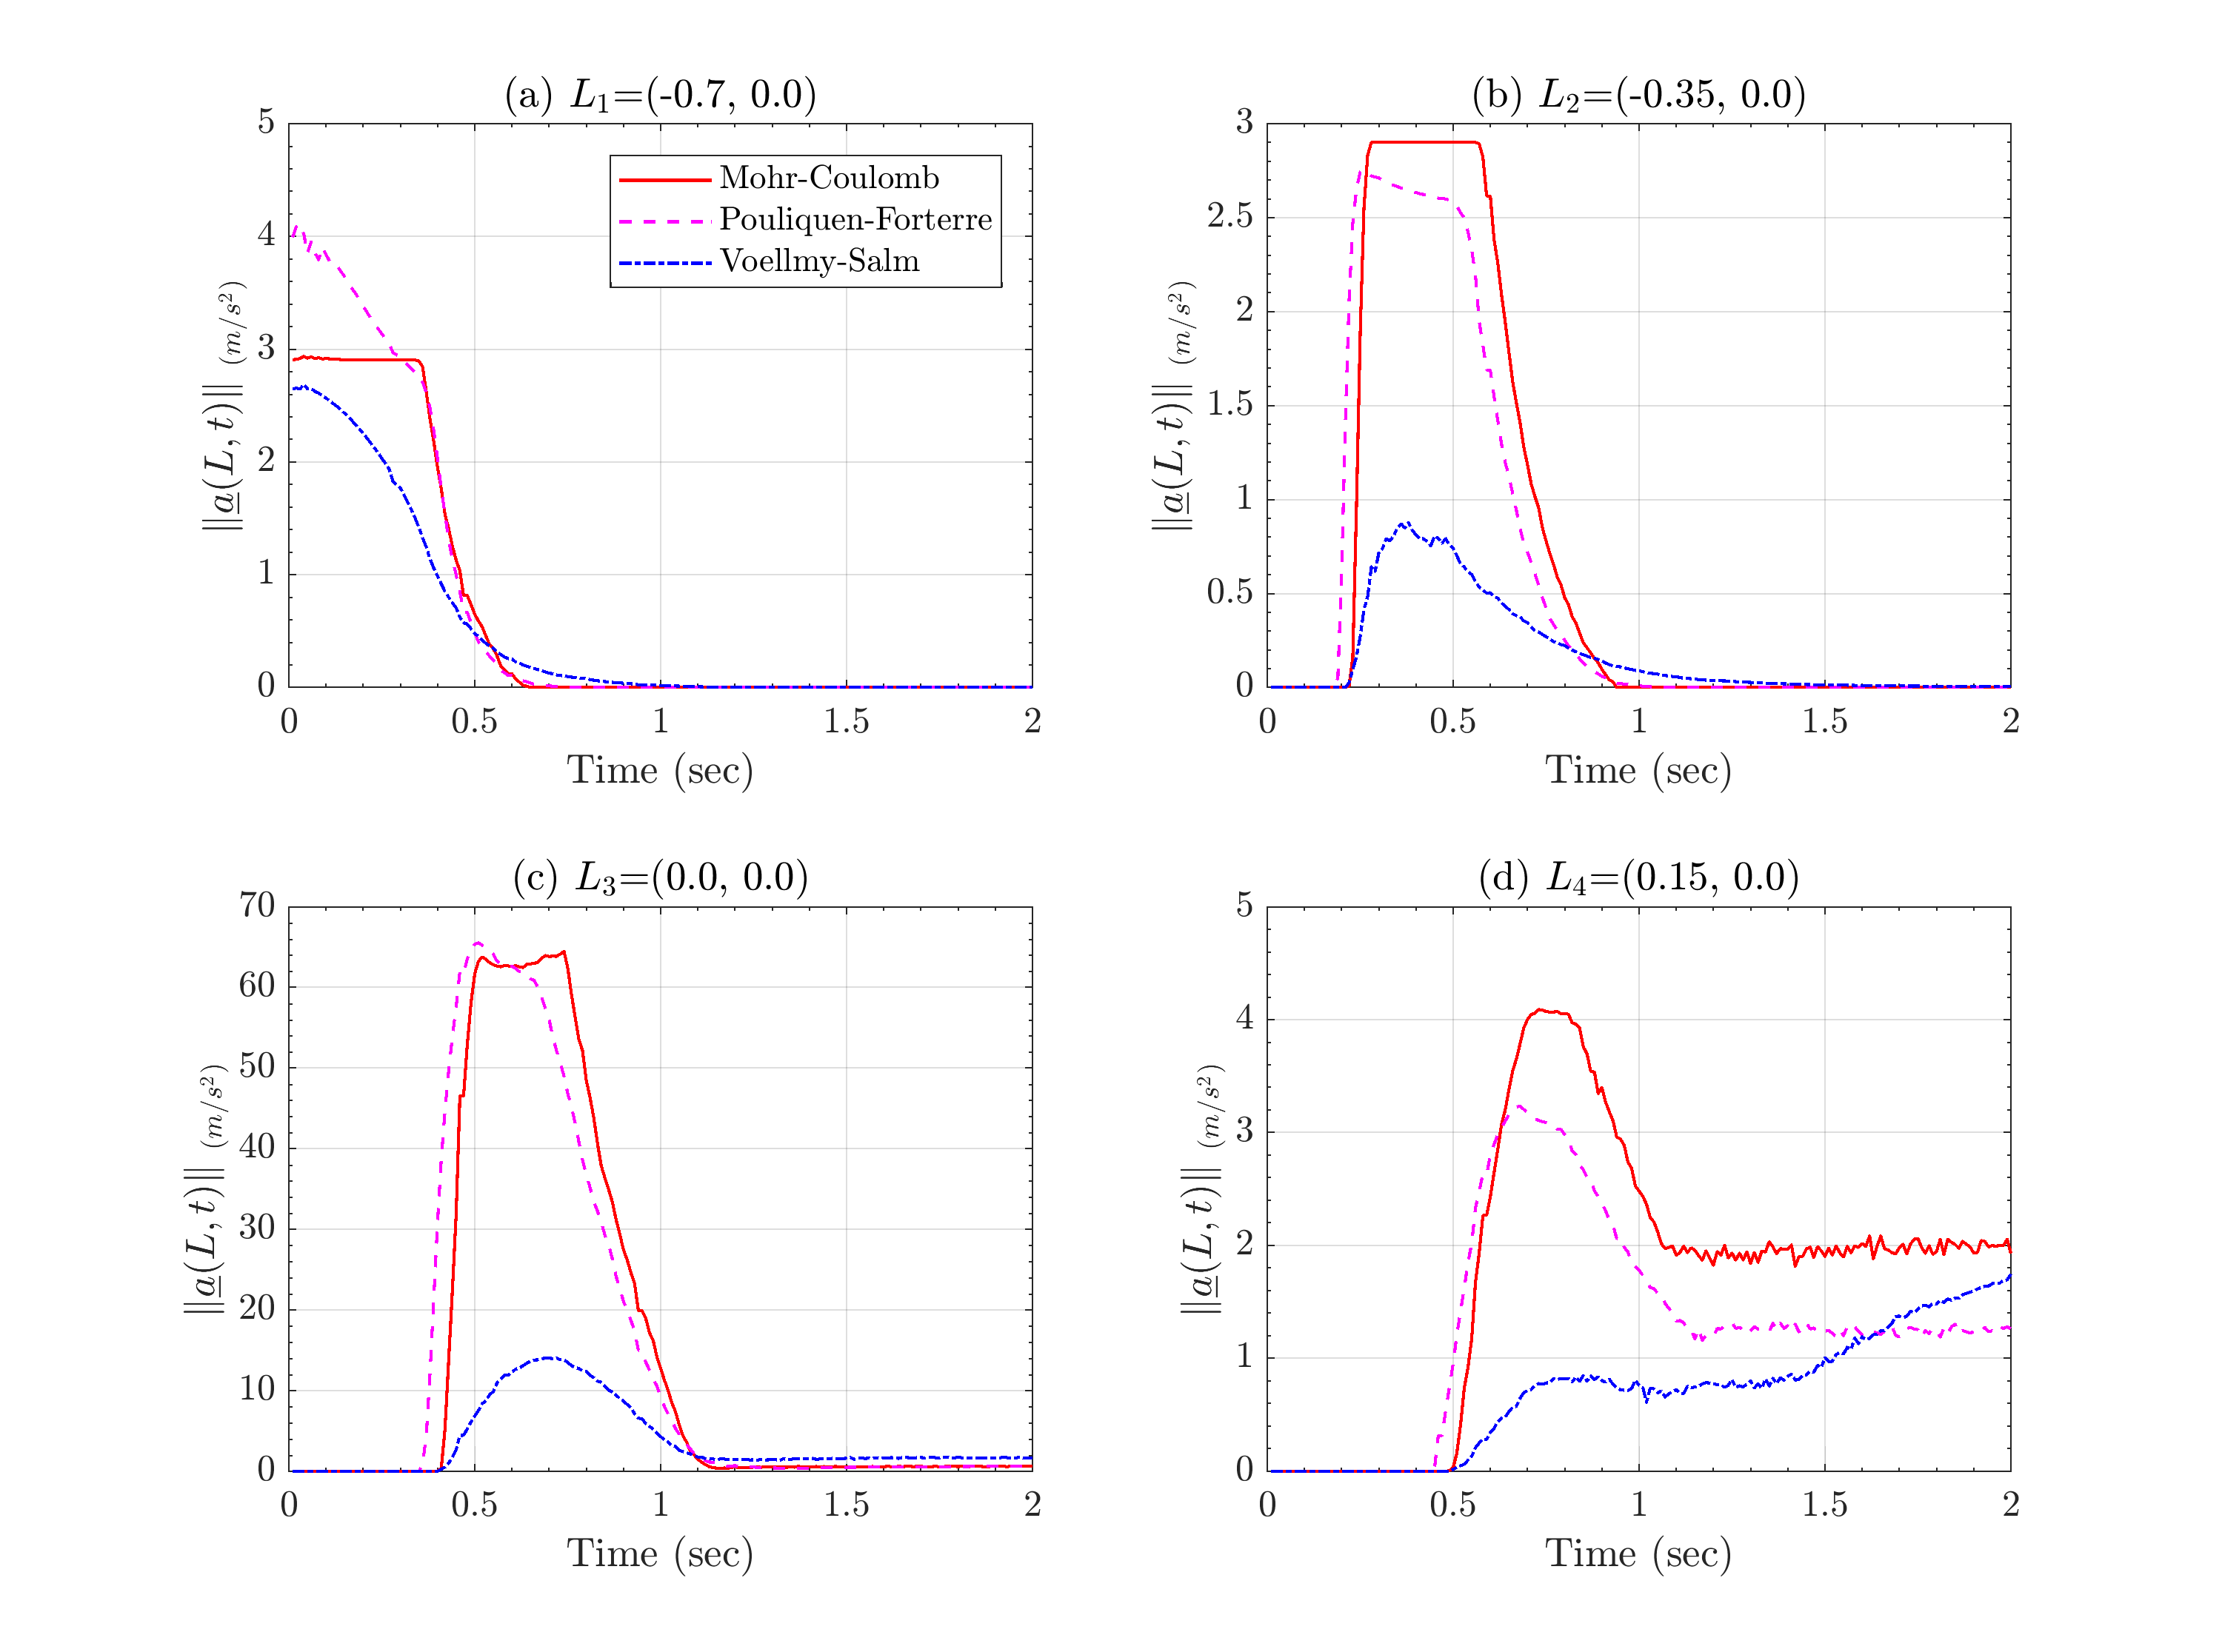 (a) L₁=(-0.7, 0.0)
5
4
3
2
1
0
‖a(L, t)‖ (m/s²)
Mohr-Coulomb
Pouliquen-Forterre
Voellmy-Salm
0 0.5 1 1.5 2
Time (sec)
(b) L₂=(-0.35, 0.0)
3
2.5
2
1.5
1
0.5
0
‖a(L, t)‖ (m/s²)
0 0.5 1 1.5 2
Time (sec)
(c) L₃=(0.0, 0.0)
70
60
50
40
30
20
10
0
‖a(L, t)‖ (m/s²)
0 0.5 1 1.5 2
Time (sec)
(d) L₄=(0.15, 0.0)
5
4
3
2
1
0
‖a(L, t)‖ (m/s²)
0 0.5 1 1.5 2
Time (sec)